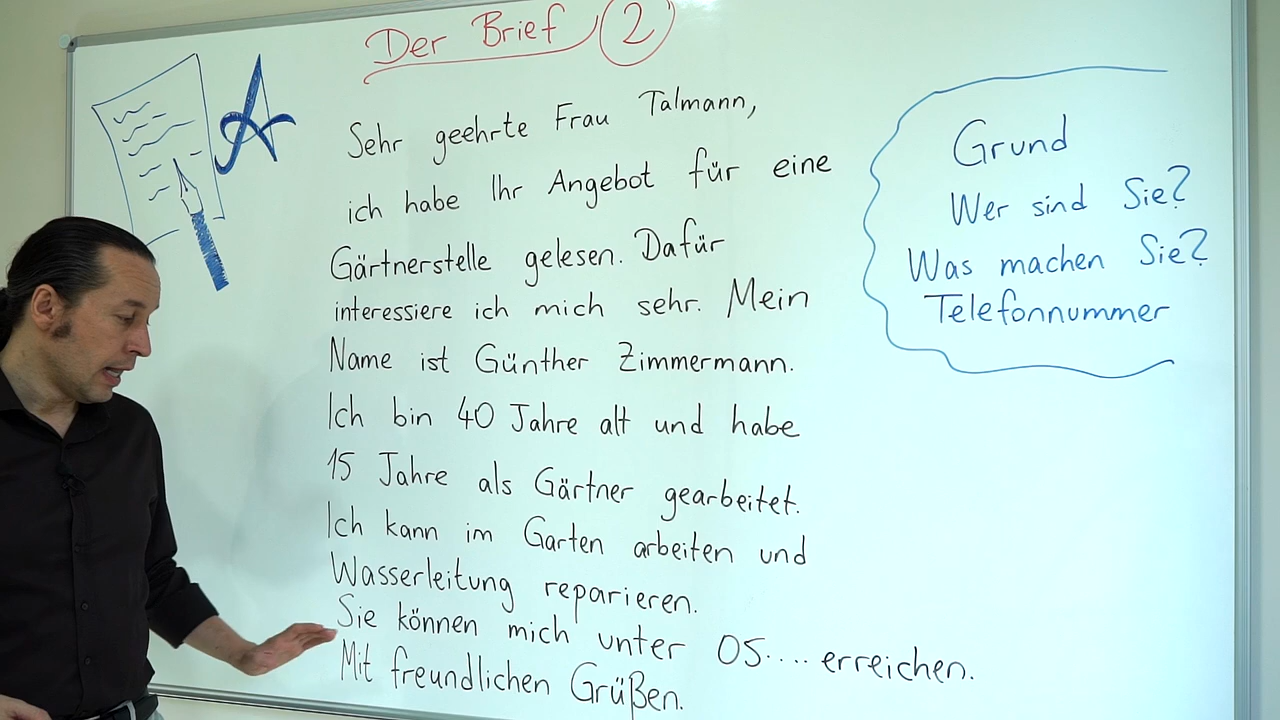 Der Brief 2
A
Sehr geehrte Frau Talmann,
ich habe Ihr Angebot für eine
Gärtnerstelle gelesen. Dafür
interessiere ich mich sehr. Mein
Name ist Günther Zimmermann.
Ich bin 40 Jahre alt und habe
15 Jahre als Gärtner gearbeitet.
Ich kann im Garten arbeiten und
Wasserleitung reparieren.
Sie können mich unter 05.... erreichen.
Mit freundlichen Grüßen.
Grund
Wer sind Sie?
Was machen Sie?
Telefonnummer